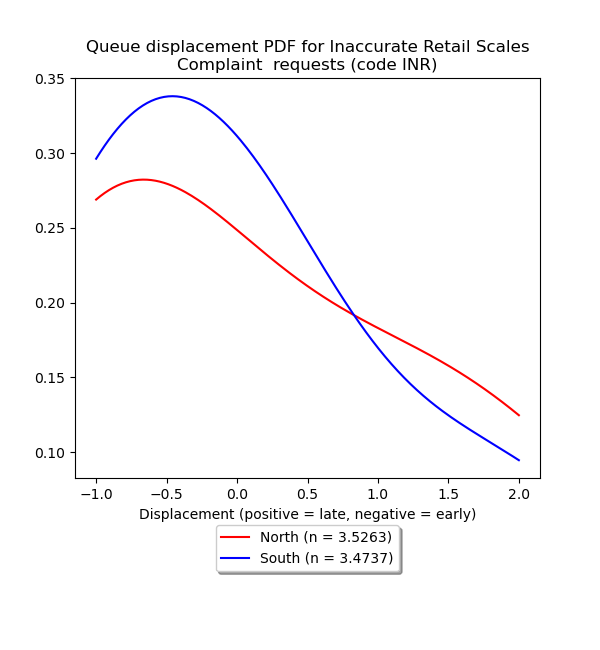 Queue displacement PDF for Inaccurate Retail Scales
Complaint  requests (code INR)
0.35
0.30
0.25
0.20
0.15
0.10
−1.0
−0.5
0.0
0.5
1.0
1.5
2.0
Displacement (positive = late, negative = early)
North (n = 3.5263)
South (n = 3.4737)